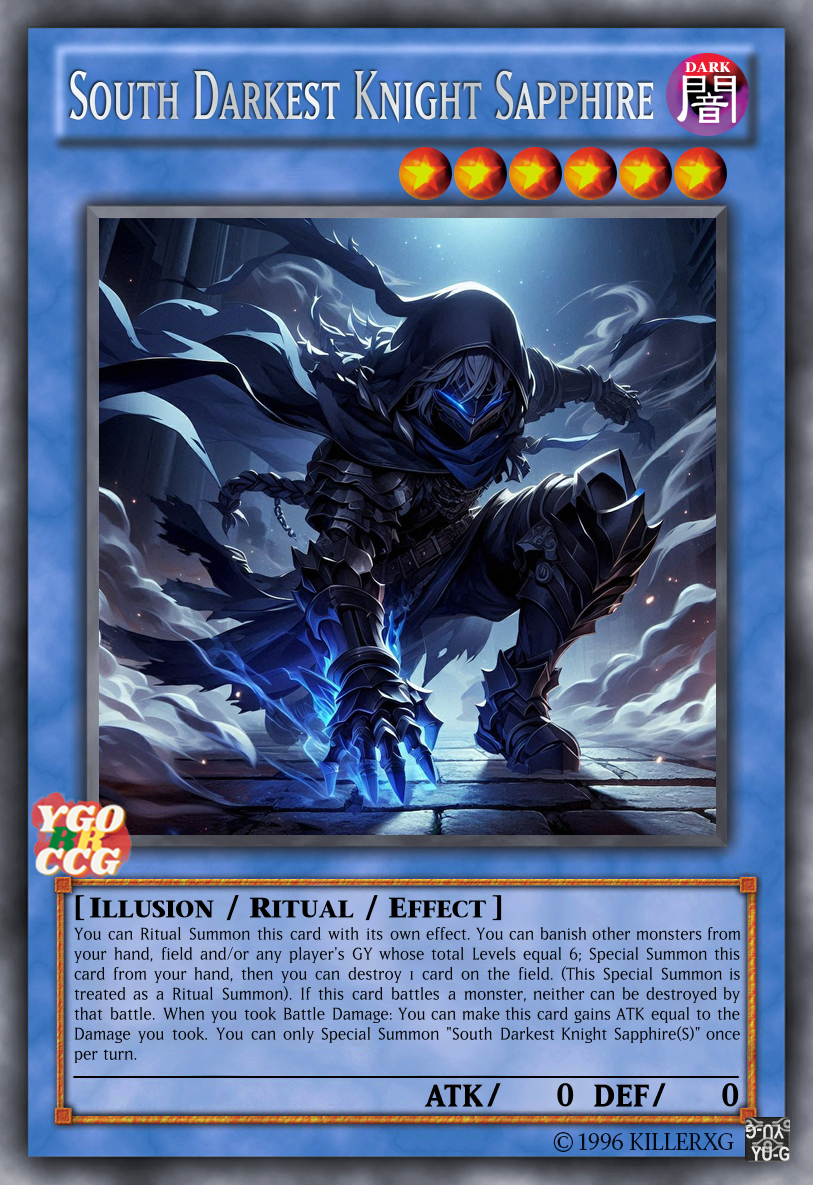 South Darkest Knight Sapphire
DARK
闇
YGO
BR
CCG
[ Illusion / Ritual / Effect ]
You can Ritual Summon this card with its own effect. You can banish other monsters from
your hand, field and/or any player's GY whose total Levels equal 6; Special Summon this
card from your hand, then you can destroy 1 card on the field. (This Special Summon is
treated as a Ritual Summon). If this card battles a monster, neither can be destroyed by
that battle. When you took Battle Damage: You can make this card gains ATK equal to the
Damage you took. You can only Special Summon "South Darkest Knight Sapphire(S)" once
per turn.
ATK/ 0 DEF/ 0
© 1996 KILLERXG
YU-G